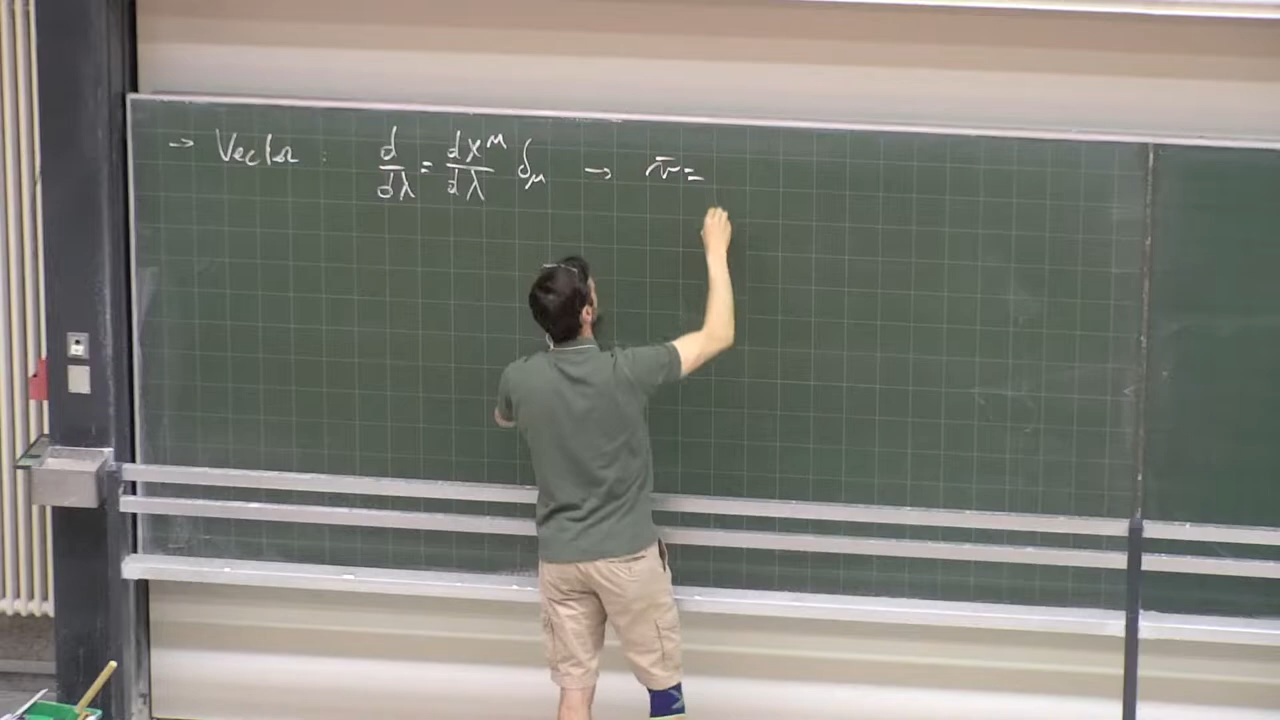 → Vector : d/dλ = dx^μ/dλ ∂_μ → v̄ =